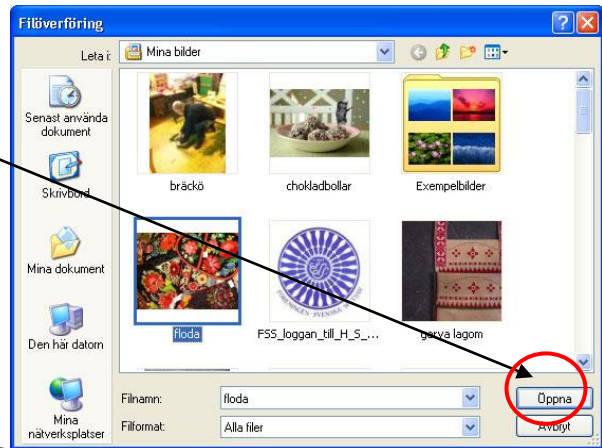 Filöverföring
Leta i:
Mina bilder
Senast använda
dokument
Skrivbord
Mina dokument
Den här datorn
Mina
nätverksplatser
bräckö
chokladbollar
Exempelbilder
floda
FSS_loggan_till_H_S_...
gerva lagom
Filnamn:
floda
Öppna
Filformat:
Alla filer
Avbryt